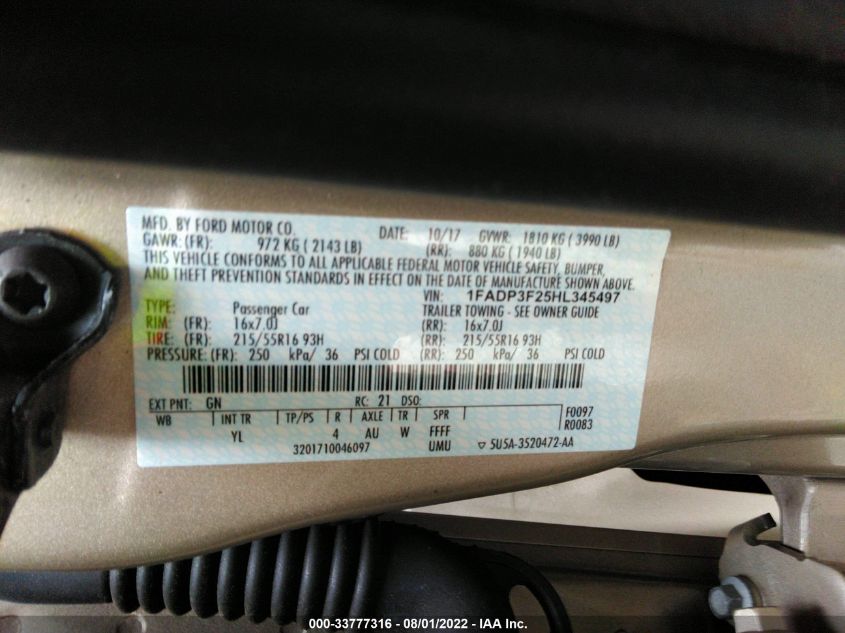 MFD. BY FORD MOTOR CO. DATE: 10/17 GVWR: 1810 KG ( 3990 LB)
GAWR: (FR): 972 KG ( 2143 LB) (RR): 880 KG ( 1940 LB)
THIS VEHICLE CONFORMS TO ALL APPLICABLE FEDERAL MOTOR VEHICLE SAFETY, BUMPER,
AND THEFT PREVENTION STANDARDS IN EFFECT ON THE DATE OF MANUFACTURE SHOWN ABOVE.
VIN: 1FADP3F25HL345497
TYPE: Passenger Car TRAILER TOWING - SEE OWNER GUIDE
RIM: (FR): 16x7.0J (RR): 16x7.0J
TIRE: (FR): 215/55R16 93H (RR): 215/55R16 93H
PRESSURE: (FR): 250 kPa/ 36 PSI COLD (RR): 250 kPa/ 36 PSI COLD
EXT PNT: GN RC: 21 DSO:
WB INT TR TP/PS R AXLE TR SPR F0097
R0083
YL 4 AU W FFFF
3201710046097 UMU ▽ 5U5A-3520472-AA
000-33777316 - 08/01/2022 - IAA Inc.